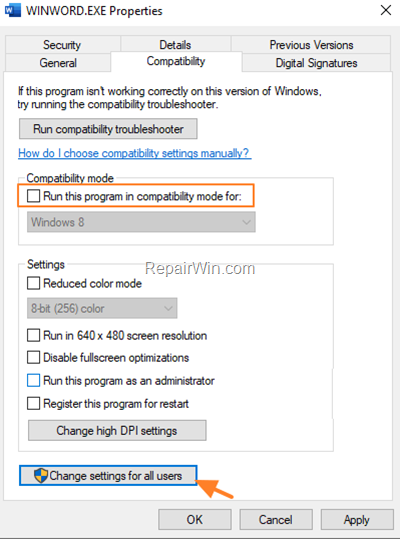 WINWORD.EXE Properties
Security Details Previous Versions
General Compatibility Digital Signatures
If this program isn't working correctly on this version of Windows,
try running the compatibility troubleshooter.
Run compatibility troubleshooter
How do I choose compatibility settings manually?
Compatibility mode
Run this program in compatibility mode for:
Windows 8
Settings
RepairWin.com
Reduced color mode
8-bit (256) color
Run in 640 x 480 screen resolution
Disable fullscreen optimizations
Run this program as an administrator
Register this program for restart
Change high DPI settings
Change settings for all users
OK Cancel Apply